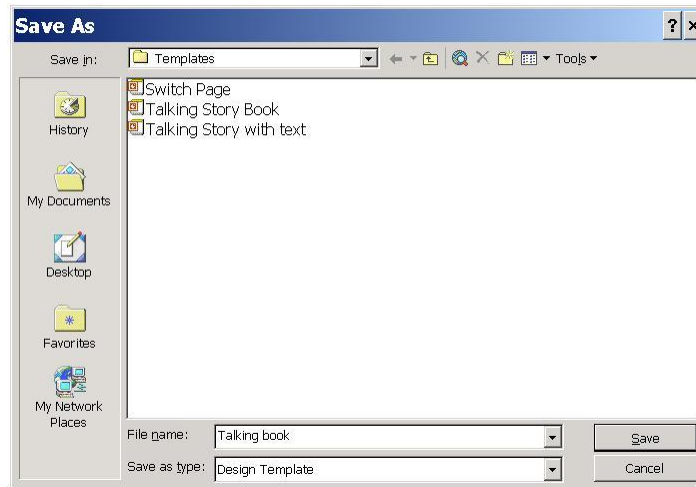 Save As
? ×
Save in: Templates Tools
Switch Page
Talking Story Book
Talking Story with text
History
My Documents
Desktop
Favorites
My Network
Places
File name: Talking book Save
Save as type: Design Template Cancel